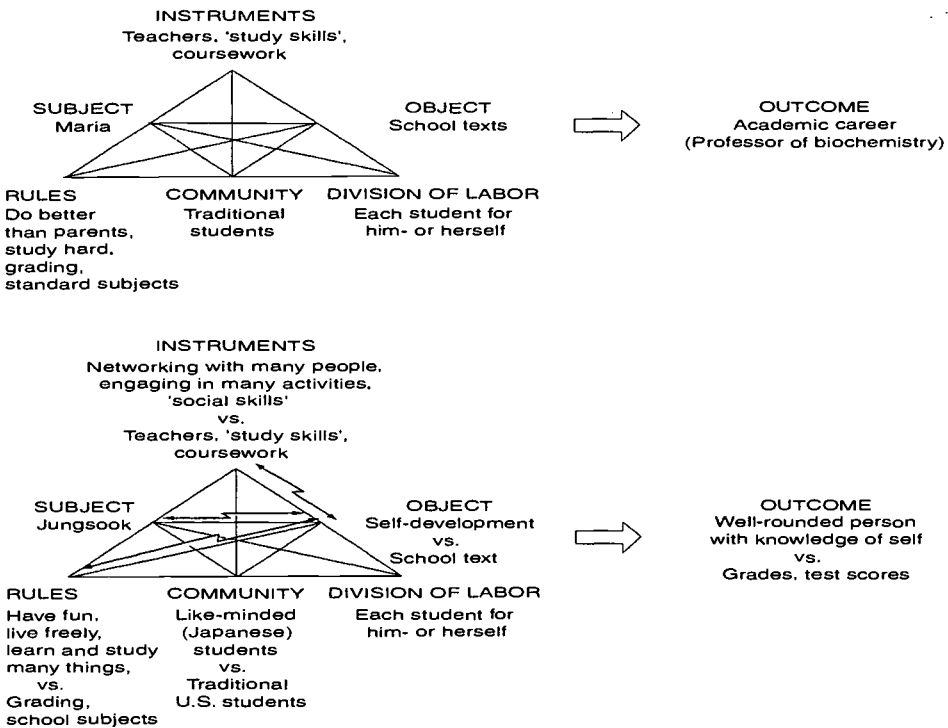 INSTRUMENTS
Teachers, 'study skills',
coursework
SUBJECT
Maria
OBJECT
School texts
OUTCOME
Academic career
(Professor of biochemistry)
RULES
Do better
than parents,
study hard,
grading,
standard subjects
COMMUNITY
Traditional
students
DIVISION OF LABOR
Each student for
him- or herself
INSTRUMENTS
Networking with many people,
engaging in many activities,
'social skills'
vs.
Teachers, 'study skills',
coursework
SUBJECT
Jungsook
OBJECT
Self-development
vs.
School text
OUTCOME
Well-rounded person
with knowledge of self
vs.
Grades, test scores
RULES
Have fun,
live freely,
learn and study
many things,
vs.
Grading,
school subjects
COMMUNITY
Like-minded
(Japanese)
students
vs.
Traditional
U.S. students
DIVISION OF LABOR
Each student for
him- or herself